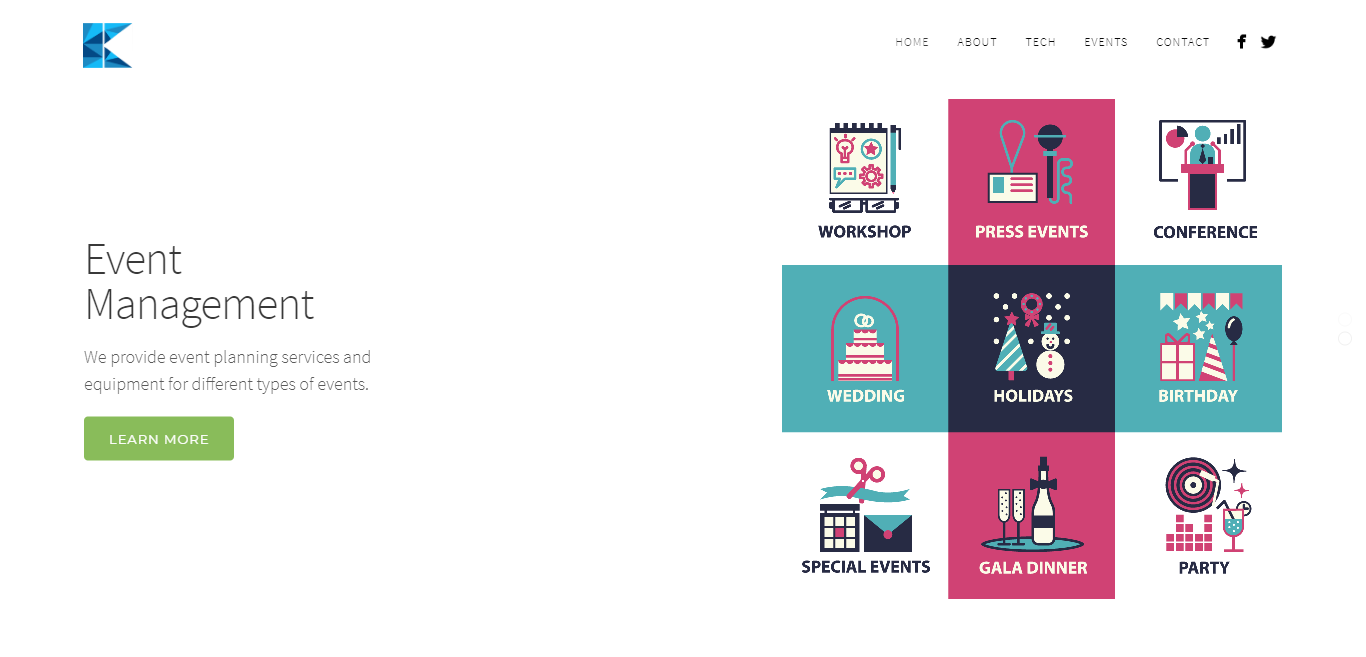 HOME ABOUT TECH EVENTS CONTACT
Event
Management
We provide event planning services and
equipment for different types of events.
LEARN MORE
WORKSHOP
PRESS EVENTS
CONFERENCE
WEDDING
HOLIDAYS
BIRTHDAY
SPECIAL EVENTS
GALA DINNER
PARTY